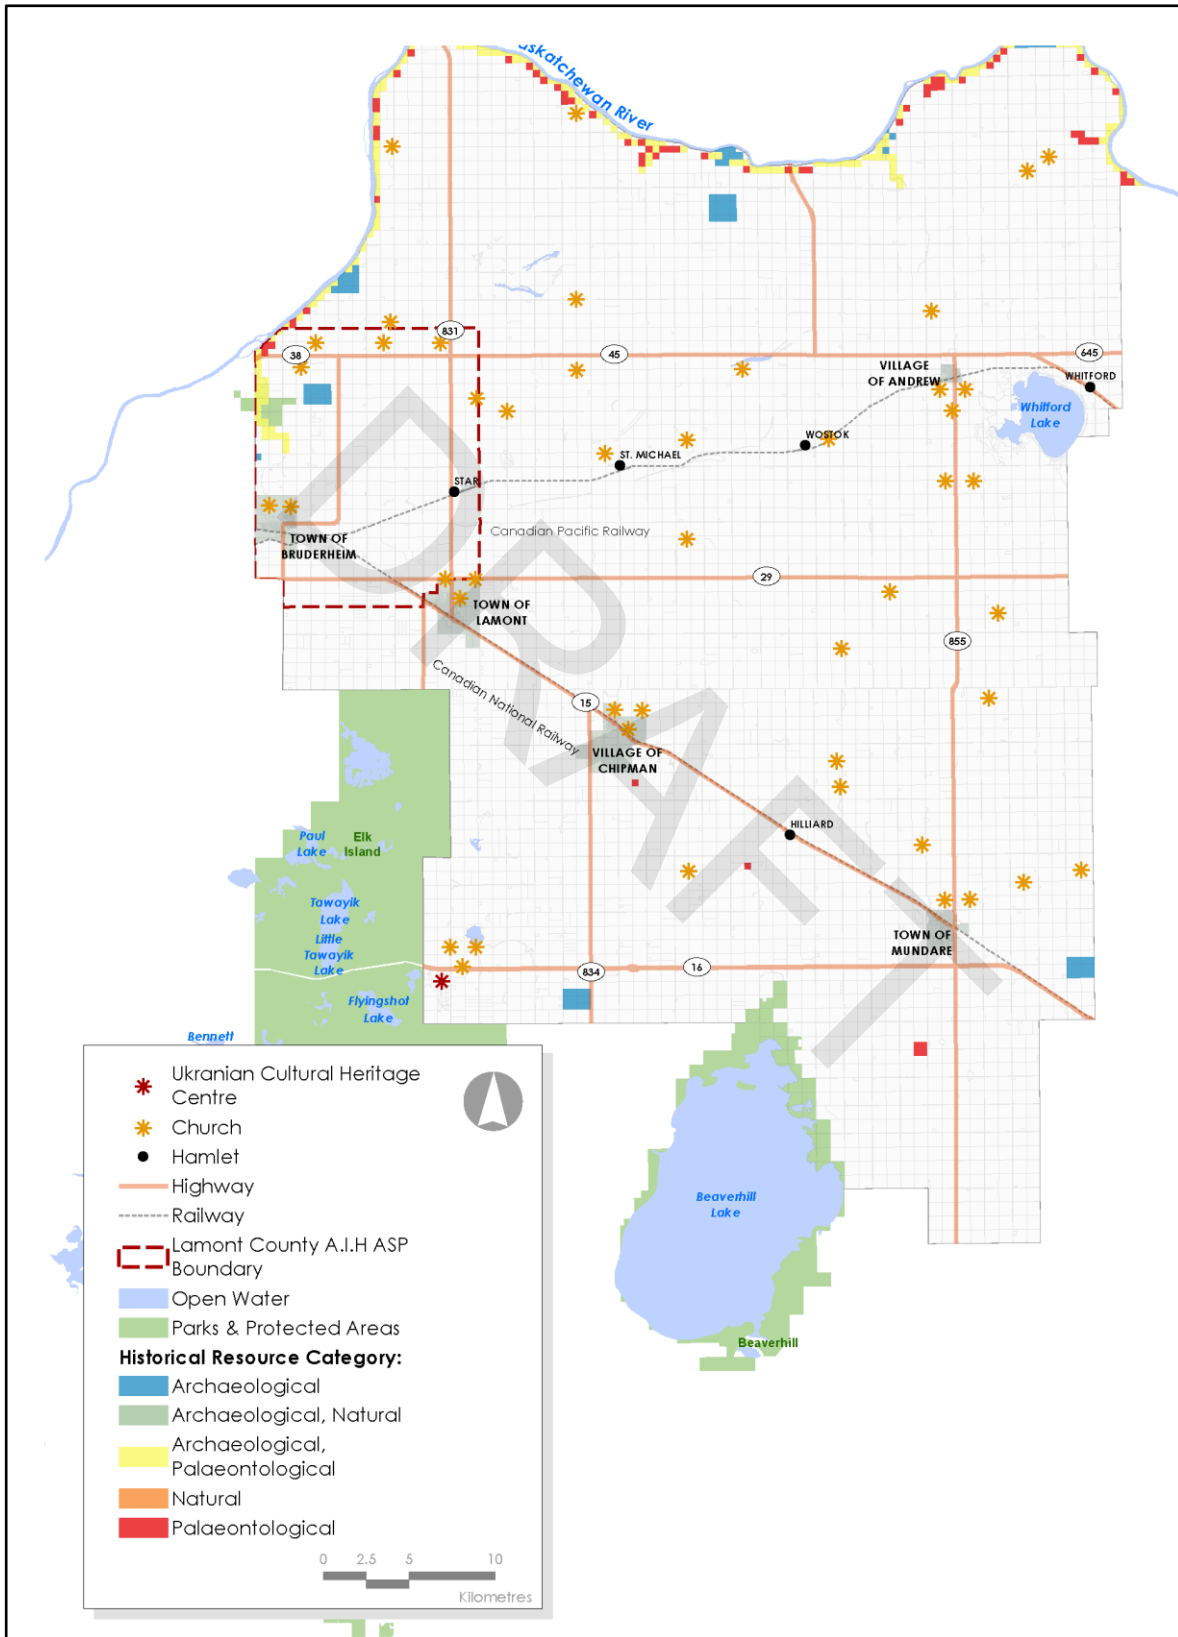 askatchewan River
831
38
45
645
VILLAGE
OF ANDREW
WHITFORD
Whitford
Lake
WOSTOK
ST. MICHAEL
STAR
Canadian Pacific Railway
TOWN OF
BRUDERHEIM
29
TOWN OF
LAMONT
855
Canadian National Railway
15
VILLAGE OF
CHIPMAN
HILLIARD
Paul
Lake
Elk
Island
Tawayik
Lake
Little
Tawayik
Lake
TOWN OF
MUNDARE
834
16
Flyingshot
Lake
Bennett
DRAFT
Beaverhill
Lake
Beaverhill
Ukranian Cultural Heritage
Centre
Church
Hamlet
Highway
Railway
Lamont County A.I.H ASP
Boundary
Open Water
Parks & Protected Areas
Historical Resource Category:
Archaeological
Archaeological, Natural
Archaeological,
Palaeontological
Natural
Palaeontological
0 2.5 5 10
Kilometres